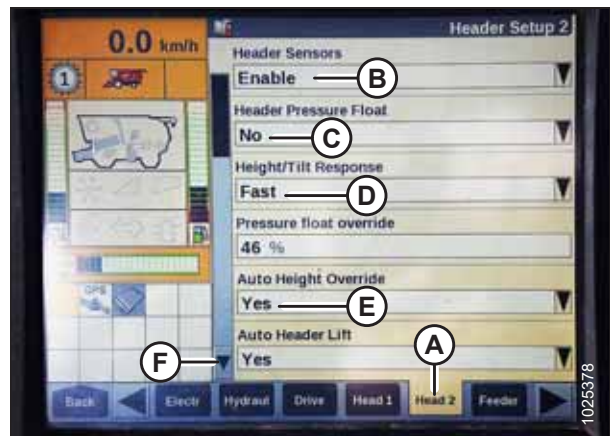 0.0 km/h
Header Setup 2
1
Header Sensors
Enable
B
Header Pressure Float
No
C
Height/Tilt Response
Fast
D
Pressure float override
46 %
Auto Height Override
Yes
E
GPS
Auto Header Lift
Yes
F
A
Back
Electr
Hydraul
Drive
Head 1
Head 2
Feeder
1025378